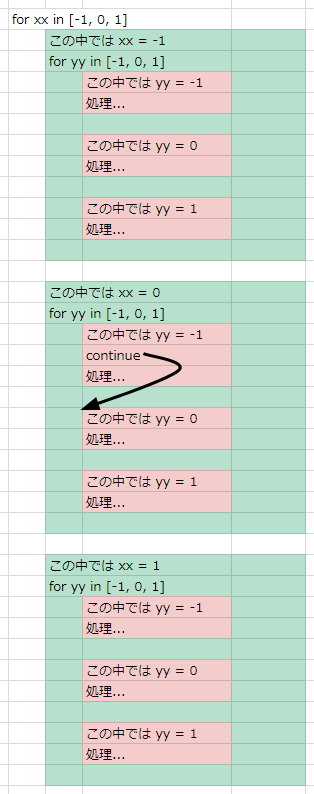 for xx in [-1, 0, 1]
この中では xx = -1
for yy in [-1, 0, 1]
この中では yy = -1
処理...
この中では yy = 0
処理...
この中では yy = 1
処理...
この中では xx = 0
for yy in [-1, 0, 1]
この中では yy = -1
continue
処理...
この中では yy = 0
処理...
この中では yy = 1
処理...
この中では xx = 1
for yy in [-1, 0, 1]
この中では yy = -1
処理...
この中では yy = 0
処理...
この中では yy = 1
処理...